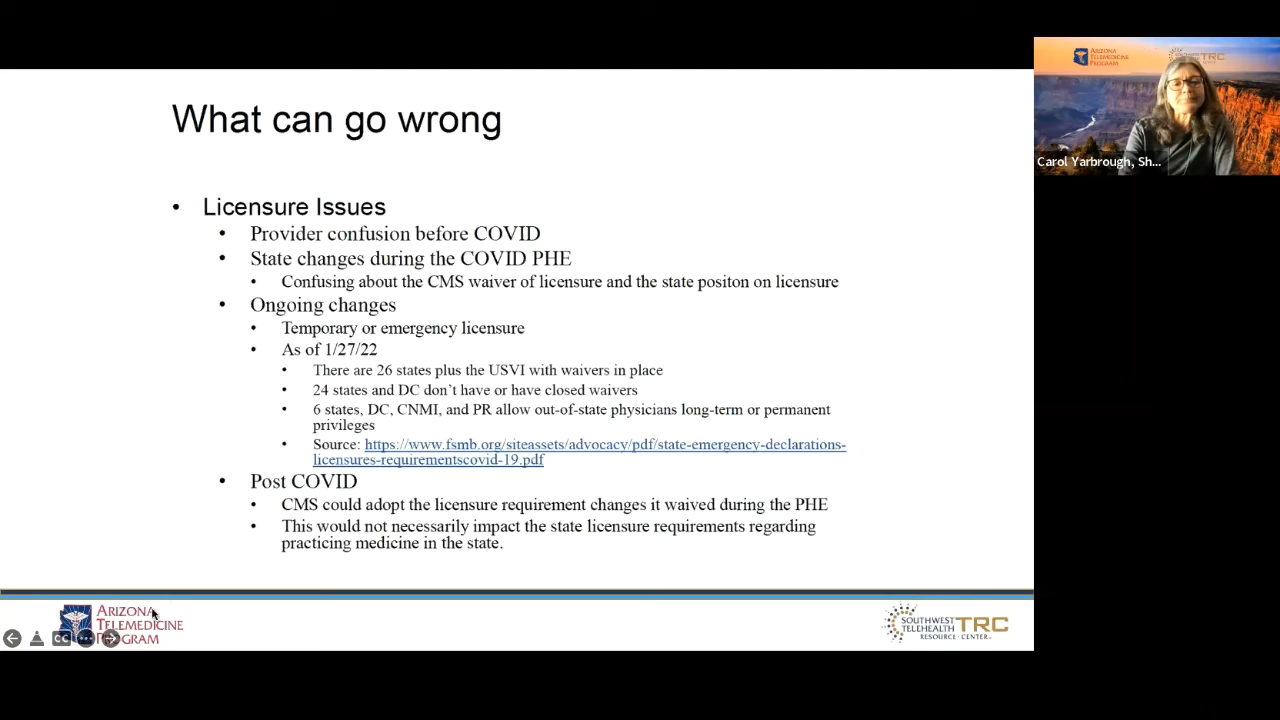 What can go wrong
• Licensure Issues
• Provider confusion before COVID
• State changes during the COVID PHE
• Confusing about the CMS waiver of licensure and the state positon on licensure
• Ongoing changes
• Temporary or emergency licensure
• As of 1/27/22
• There are 26 states plus the USVI with waivers in place
• 24 states and DC don't have or have closed waivers
• 6 states, DC, CNMI, and PR allow out-of-state physicians long-term or permanent
privileges
• Source: https://www.fsmb.org/siteassets/advocacy/pdf/state-emergency-declarations-
licensures-requirementscovid-19.pdf
• Post COVID
• CMS could adopt the licensure requirement changes it waived during the PHE
• This would not necessarily impact the state licensure requirements regarding
practicing medicine in the state.
ARIZONA
TELEMEDICINE
PROGRAM
CC
SOUTHWEST
TELEHEALTH
RESOURCE CENTER
TRC
ARIZONA
TELEMEDICINE
PROGRAM
TRC
Carol Yarbrough, Sh...